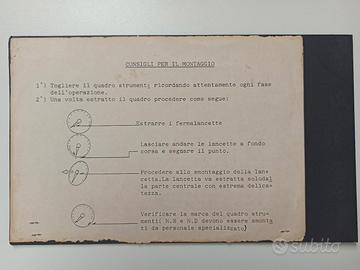 CONSIGLI PER IL MONTAGGIO
1°) Togliere il quadro strumenti ricordando attentamente ogni fase
dell'operazione.
2°) Una volta estratto il quadro procedere come segue:
Estrarre i fermalancette
Lasciare andare le lancette a fondo
corsa e segnare il punto.
Procedere allo smontaggio della lan-
cetta. La lancetta va estratta solo dal
la parte centrale con estrema delica-
tezza.
Verificare la marca del quadro stru-
menti( N.B e N.D devono essere smonta
ti da personale specializzato)
subito